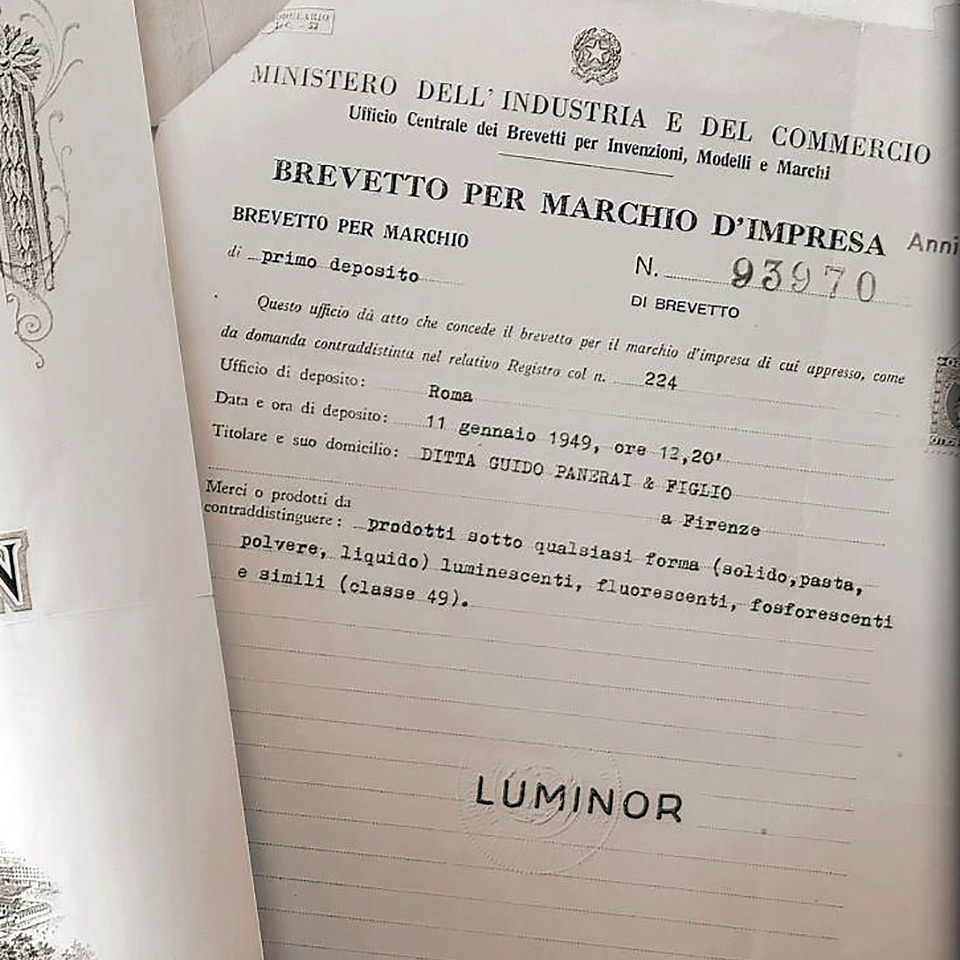 MINISTERO DELL'INDUSTRIA E DEL COMMERCIO
Ufficio Centrale dei Brevetti per Invenzioni, Modelli e Marchi
BREVETTO PER MARCHIO D'IMPRESA
Anni
BREVETTO PER MARCHIO
di primo deposito
N. 93970
DI BREVETTO
Questo ufficio dà atto che concede il brevetto per il marchio d'impresa di cui appresso, come
da domanda contraddistinta nel relativo Registro col n. 224
Ufficio di deposito: Roma
Data e ora di deposito: 11 gennaio 1949, ore 12,20'
Titolare e suo domicilio: DITTA GUIDO PANERAI & FIGLIO
a Firenze
Merci o prodotti da
contraddistinguere: prodotti sotto qualsiasi forma (solido,pasta,
polvere, liquido) luminescenti, fluorescenti, fosforescenti
e simili (classe 49).
N
LUMINOR